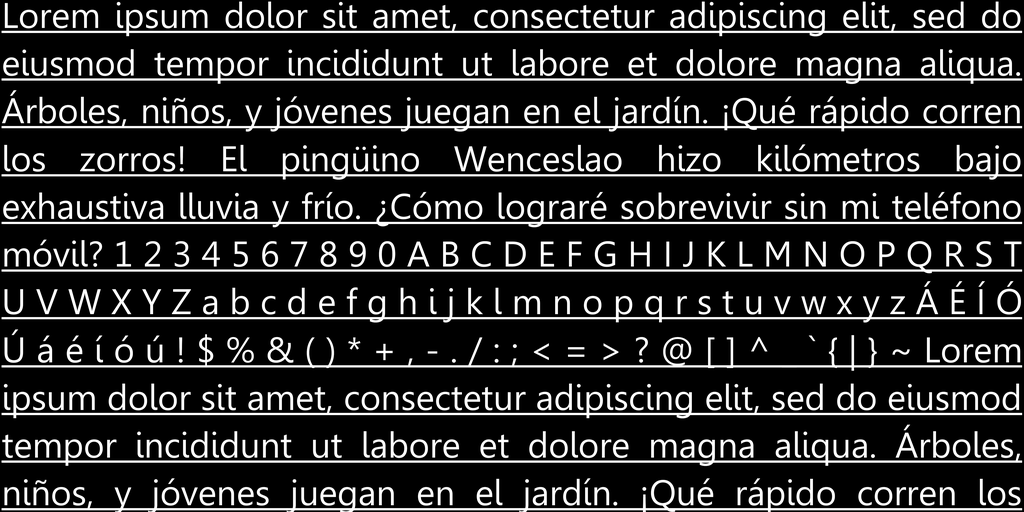 Lorem ipsum dolor sit amet, consectetur adipiscing elit, sed do
eiusmod tempor incididunt ut labore et dolore magna aliqua.
Árboles, niños, y jóvenes juegan en el jardín. ¡Qué rápido corren
los zorros! El pingüino Wenceslao hizo kilómetros bajo
exhaustiva lluvia y frío. ¿Cómo lograré sobrevivir sin mi teléfono
móvil? 1 2 3 4 5 6 7 8 9 0 A B C D E F G H I J K L M N O P Q R S T
U V W X Y Z a b c d e f g h i j k l m n o p q r s t u v w x y z Á É Í Ó
Ú á é í ó ú ! $ % & ( ) * + , - . / : ; < = > ? @ [ ] ^ ` { | } ~ Lorem
ipsum dolor sit amet, consectetur adipiscing elit, sed do eiusmod
tempor incididunt ut labore et dolore magna aliqua. Árboles,
niños, y jóvenes juegan en el jardín. ¡Qué rápido corren los